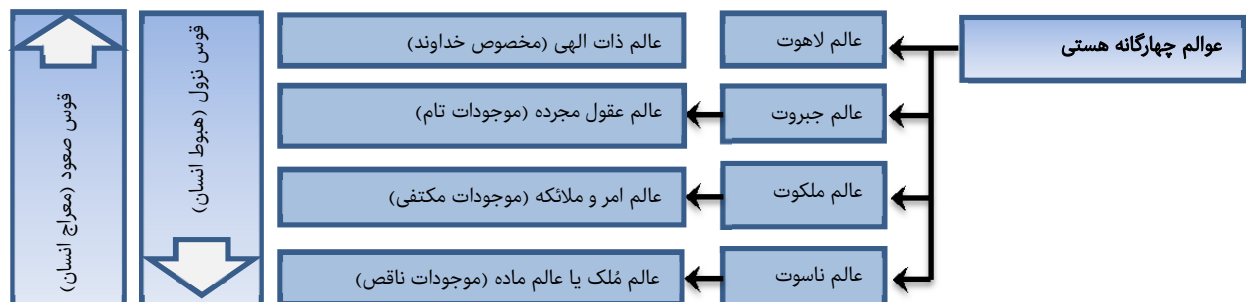 عوالم چهارگانه هستی
عالم لاهوت
عالم ذات الهی (مخصوص خداوند)
عالم جبروت
عالم عقول مجرده (موجودات تام)
عالم ملکوت
عالم امر و ملائکه (موجودات مکتفی)
عالم ناسوت
عالم مُلک یا عالم ماده (موجودات ناقص)
قوس نزول (هبوط انسان)
قوس صعود (معراج انسان)